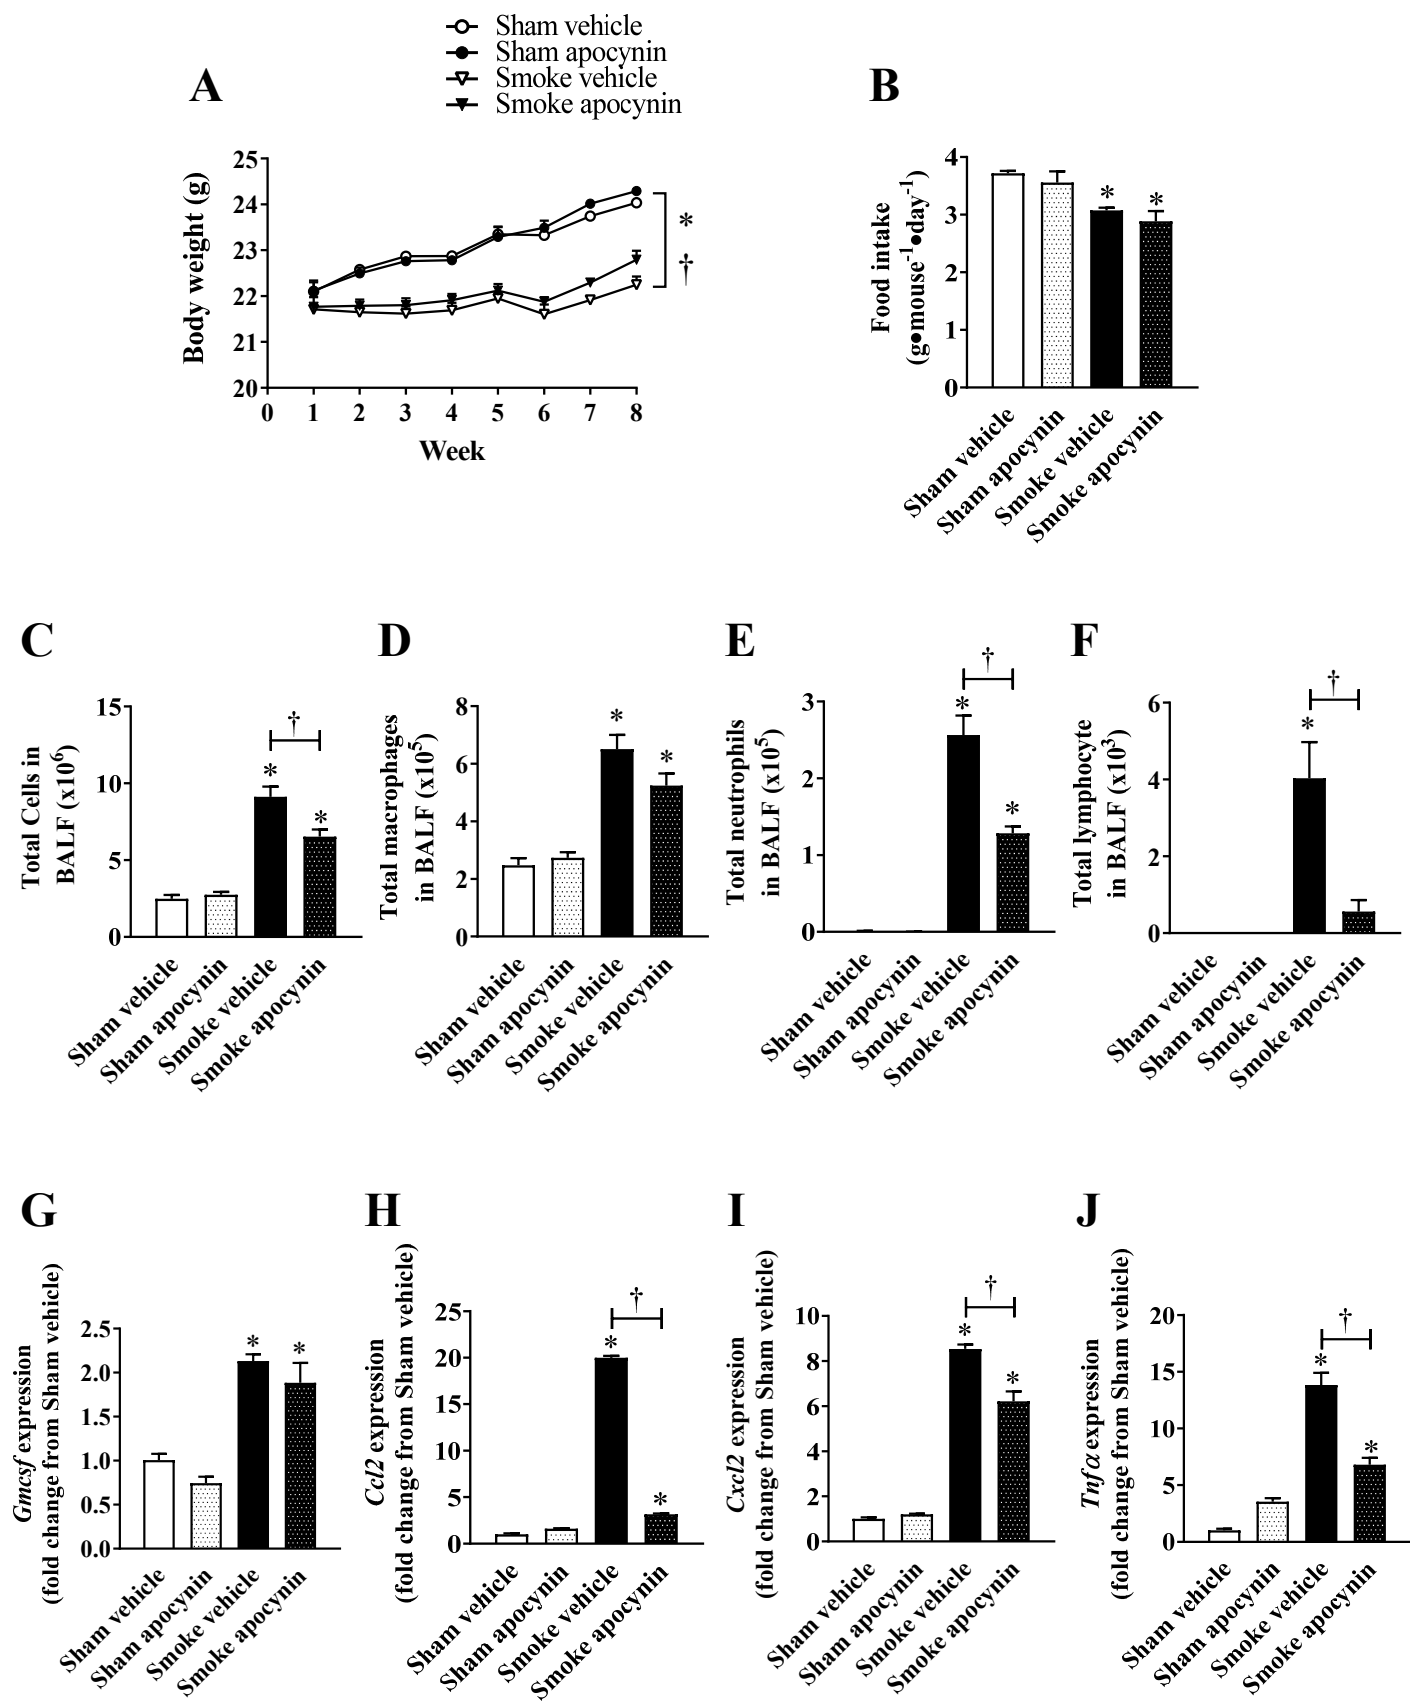 Sham vehicle
Sham apocynin
Smoke vehicle
Smoke apocynin
A
Body weight (g)
25
24
23
22
21
20
0 1 2 3 4 5 6 7 8
Week
*
†
B
Food intake
(g●mouse⁻¹●day⁻¹)
4
3
2
1
0
* *
Sham vehicle
Sham apocynin
Smoke vehicle
Smoke apocynin
C
Total Cells in
BALF (x10⁶)
15
10
5
0
†
* *
Sham vehicle
Sham apocynin
Smoke vehicle
Smoke apocynin
D
Total macrophages
in BALF (x10⁵)
8
6
4
2
0
* *
Sham vehicle
Sham apocynin
Smoke vehicle
Smoke apocynin
E
Total neutrophils
in BALF (x10⁵)
3
2
1
0
†
* *
Sham vehicle
Sham apocynin
Smoke vehicle
Smoke apocynin
F
Total lymphocyte
in BALF (x10³)
6
4
2
0
†
*
Sham vehicle
Sham apocynin
Smoke vehicle
Smoke apocynin
G
Gmcsf expression
(fold change from Sham vehicle)
2.5
2.0
1.5
1.0
0.5
0.0
* *
Sham vehicle
Sham apocynin
Smoke vehicle
Smoke apocynin
H
Ccl2 expression
(fold change from Sham vehicle)
25
20
15
10
5
0
†
* *
Sham vehicle
Sham apocynin
Smoke vehicle
Smoke apocynin
I
Cxcl2 expression
(fold change from Sham vehicle)
10
8
6
4
2
0
†
* *
Sham vehicle
Sham apocynin
Smoke vehicle
Smoke apocynin
J
Tnfα expression
(fold change from Sham vehicle)
20
15
10
5
0
†
* *
Sham vehicle
Sham apocynin
Smoke vehicle
Smoke apocynin